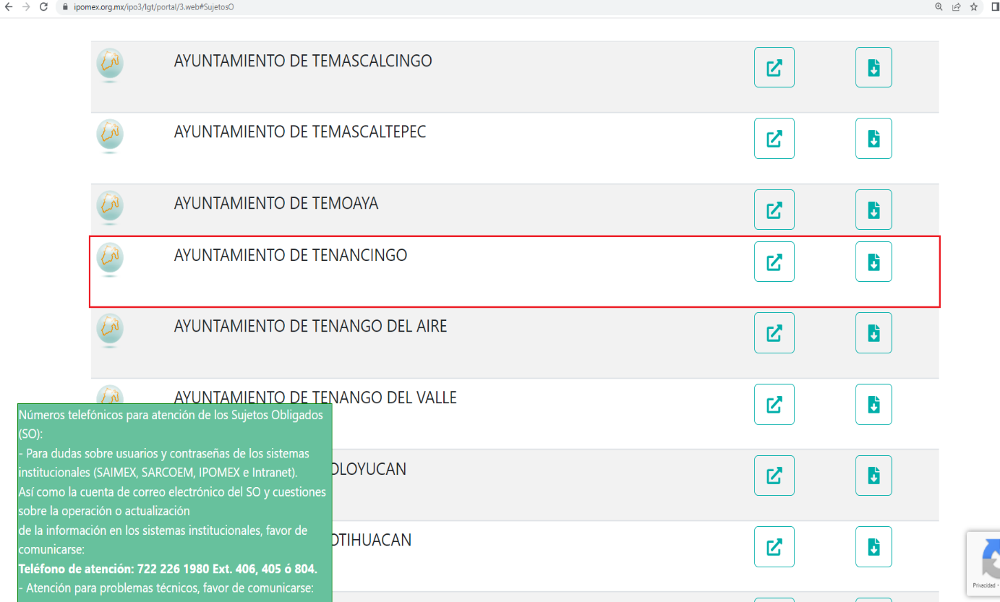 ipomex.org.mx/ipo3/lgt/portal/3.web#SujetosO
AYUNTAMIENTO DE TEMASCALCINGO
AYUNTAMIENTO DE TEMASCALTEPEC
AYUNTAMIENTO DE TEMOAYA
AYUNTAMIENTO DE TENANCINGO
AYUNTAMIENTO DE TENANGO DEL AIRE
AYUNTAMIENTO DE TENANGO DEL VALLE
OLOYUCAN
OTIHUACAN
Números telefónicos para atención de los Sujetos Obligados
(SO):
- Para dudas sobre usuarios y contraseñas de los sistemas
institucionales (SAIMEX, SARCOEM, IPOMEX e Intranet).
Así como la cuenta de correo electrónico del SO y cuestiones
sobre la operación o actualización
de la información en los sistemas institucionales, favor de
comunicarse:
Teléfono de atención: 722 226 1980 Ext. 406, 405 ó 804.
- Atención para problemas técnicos, favor de comunicarse:
Privacidad -